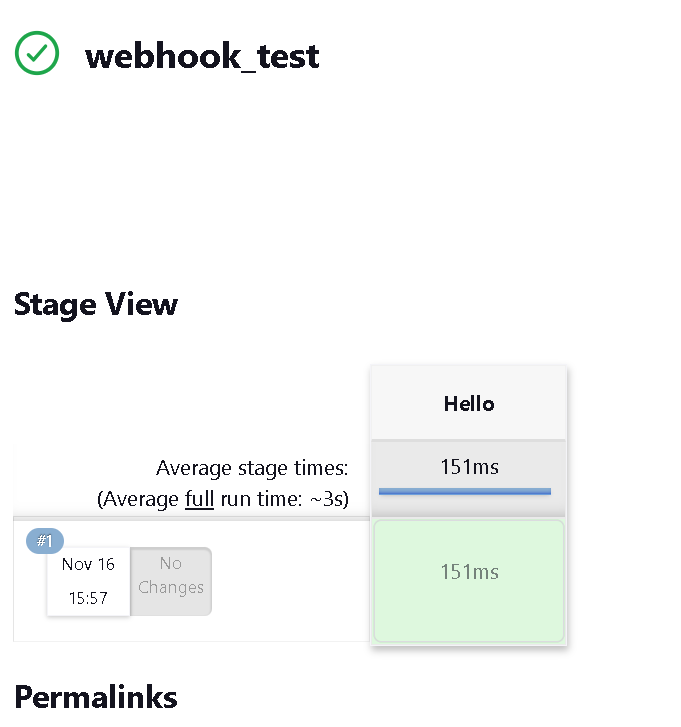 webhook_test
Stage View
Hello
Average stage times:
151ms
(Average full run time: ~3s)
#1
Nov 16
15:57
No
Changes
151ms
Permalinks